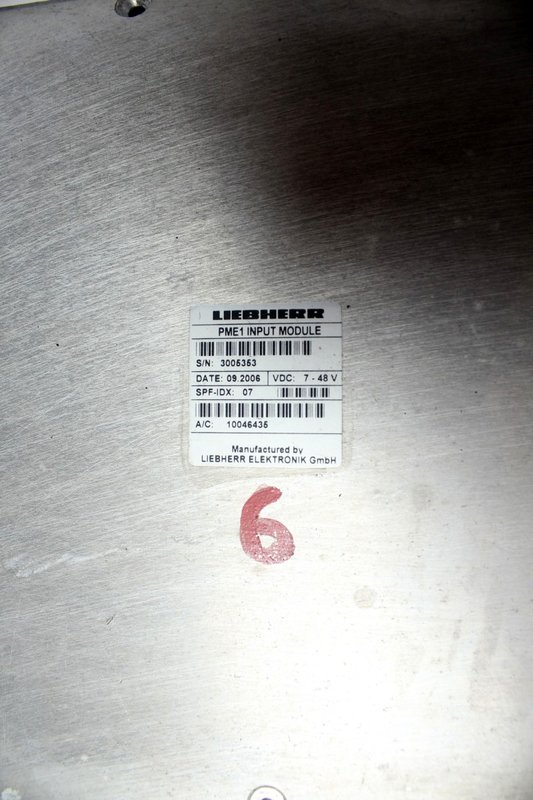 LIEBHERR
PME1 INPUT MODULE
S/N: 3005353
DATE: 09.2006 VDC: 7 - 48 V
SPF-IDX: 07
A/C: 10046435
Manufactured by
LIEBHERR ELEKTRONIK GmbH
6